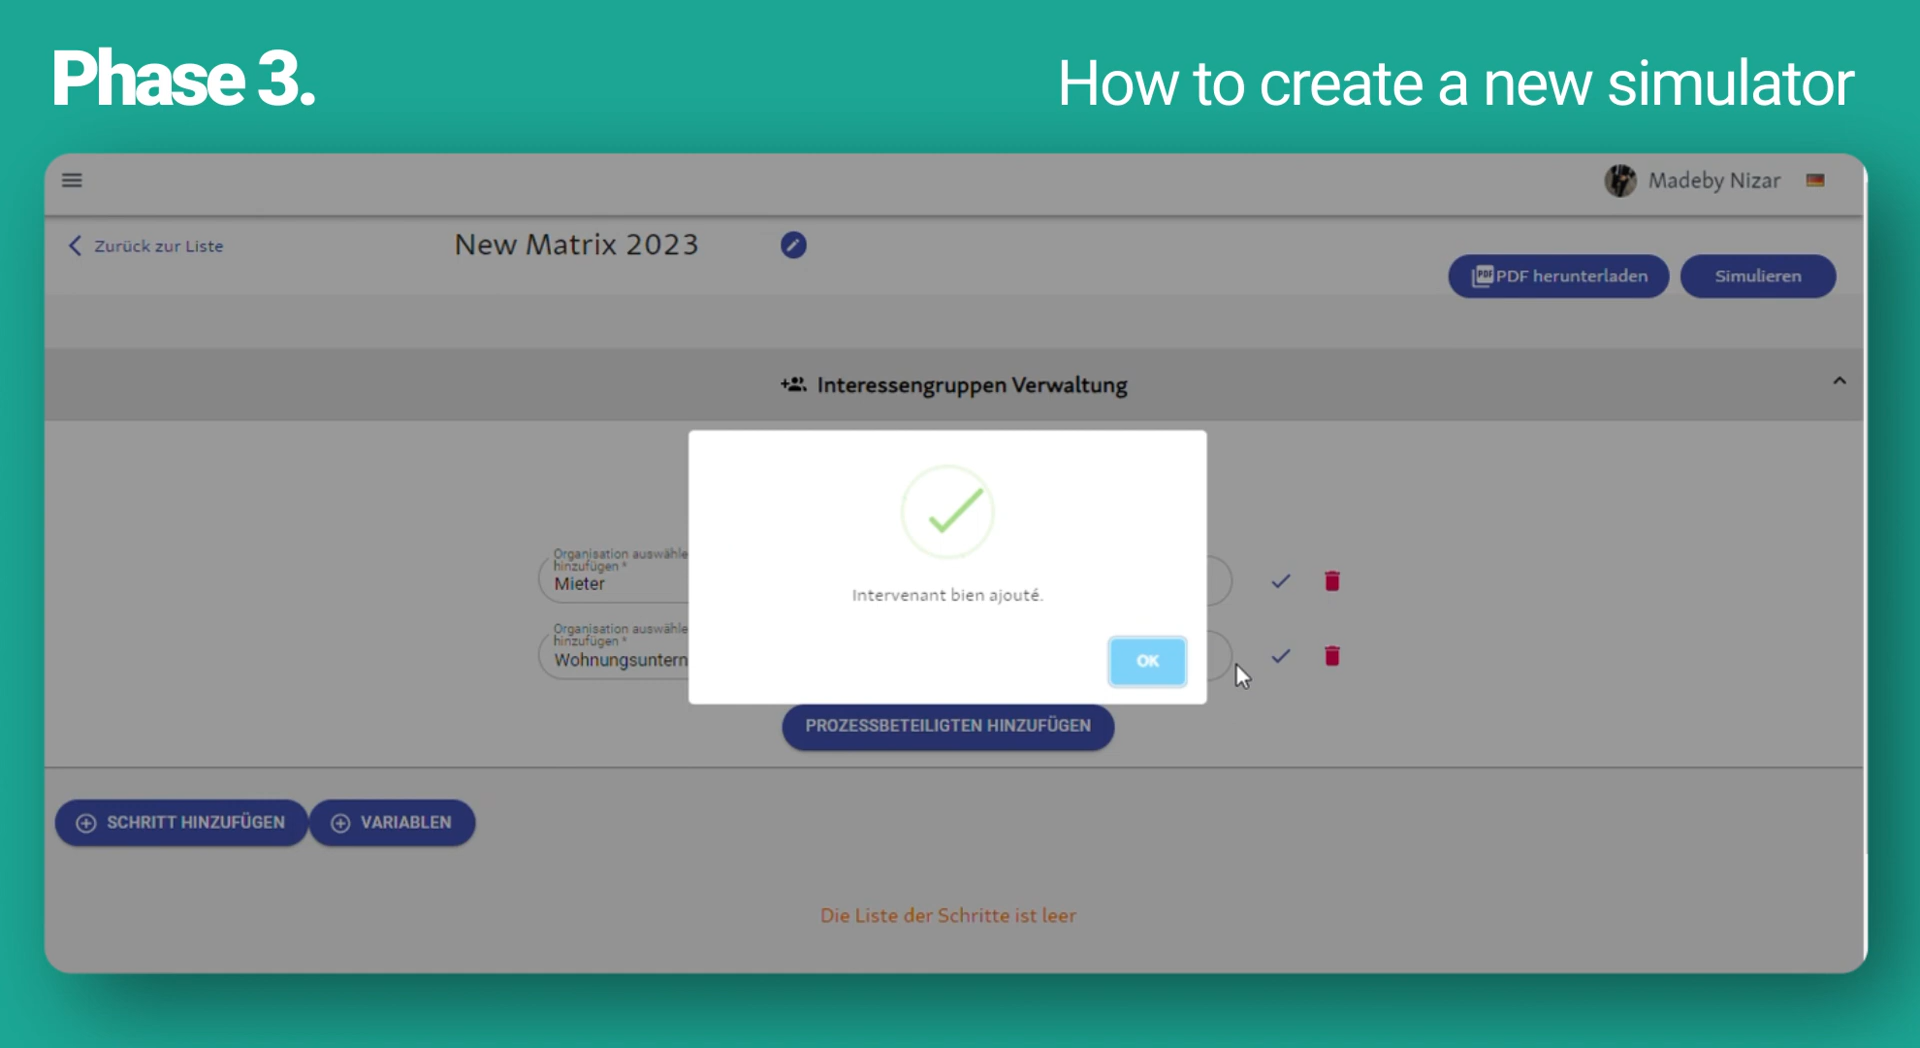 Phase 3.
How to create a new simulator
Madeby Nizar
Zurück zur Liste
New Matrix 2023
PDF PDF herunterladen
Simulieren
Interessengruppen Verwaltung
Organisation auswähle
hinzufügen *
Mieter
Intervenant bien ajouté.
Organisation auswähle
hinzufügen *
Wohnungsuntern
OK
PROZESSBETEILIGTEN HINZUFÜGEN
SCHRITT HINZUFÜGEN
VARIABLEN
Die Liste der Schritte ist leer